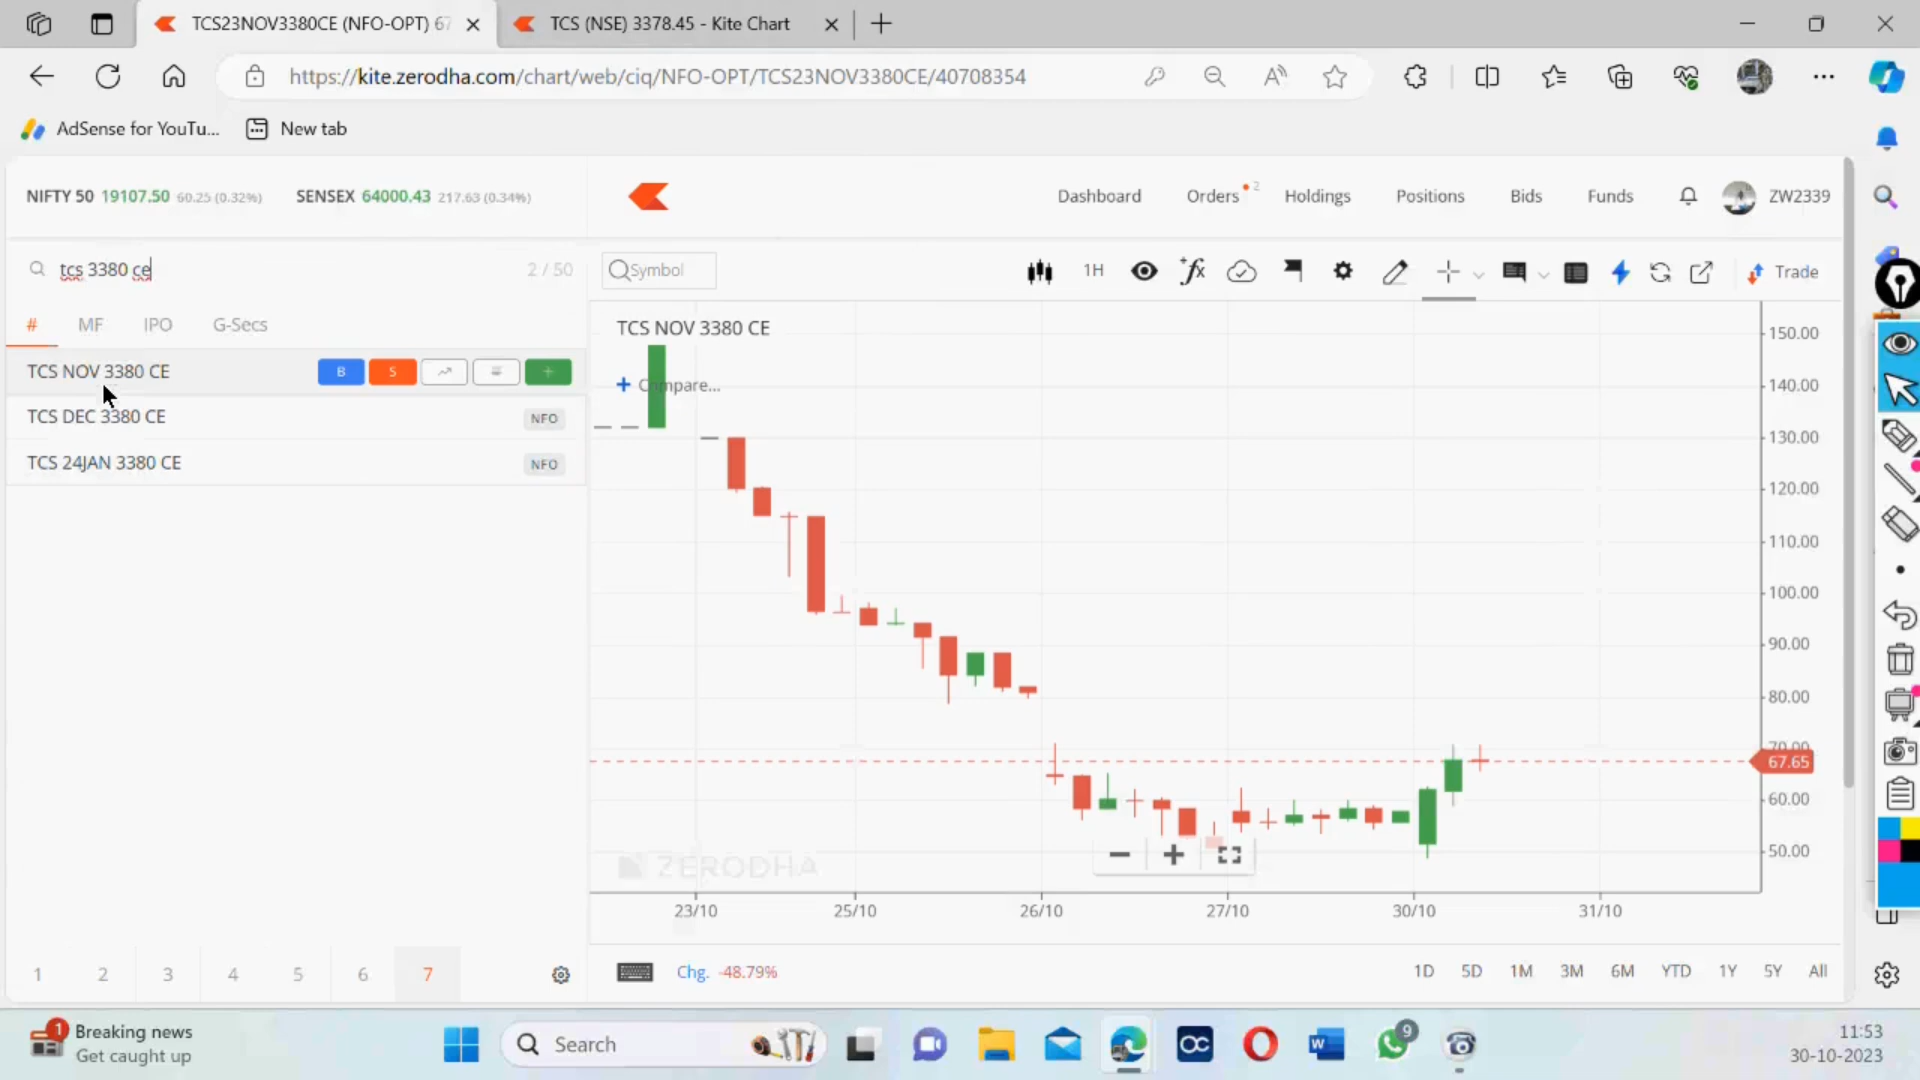 TCS23NOV3380CE (NFO-OPT) 67
TCS (NSE) 3378.45 - Kite Chart
https://kite.zerodha.com/chart/web/ciq/NFO-OPT/TCS23NOV3380CE/40708354
AdSense for YouTu...
New tab
NIFTY 50 19107.50 60.25 (0.32%) SENSEX 64000.43 217.63 (0.34%)
Dashboard Orders 2 Holdings Positions Bids Funds ZW2339
tcs 3380 ce 2 / 50
Symbol 1H Trade
# MF IPO G-Secs
TCS NOV 3380 CE B S +
TCS DEC 3380 CE NFO
TCS 24JAN 3380 CE NFO
TCS NOV 3380 CE
+ Compare...
150.00
140.00
130.00
120.00
110.00
100.00
90.00
80.00
70.00
67.65
60.00
50.00
ZERODHA
23/10 25/10 26/10 27/10 30/10 31/10
1 2 3 4 5 6 7
Chg. -48.79%
1D 5D 1M 3M 6M YTD 1Y 5Y All
1 Breaking news
Get caught up
Search
9
11:53
30-10-2023